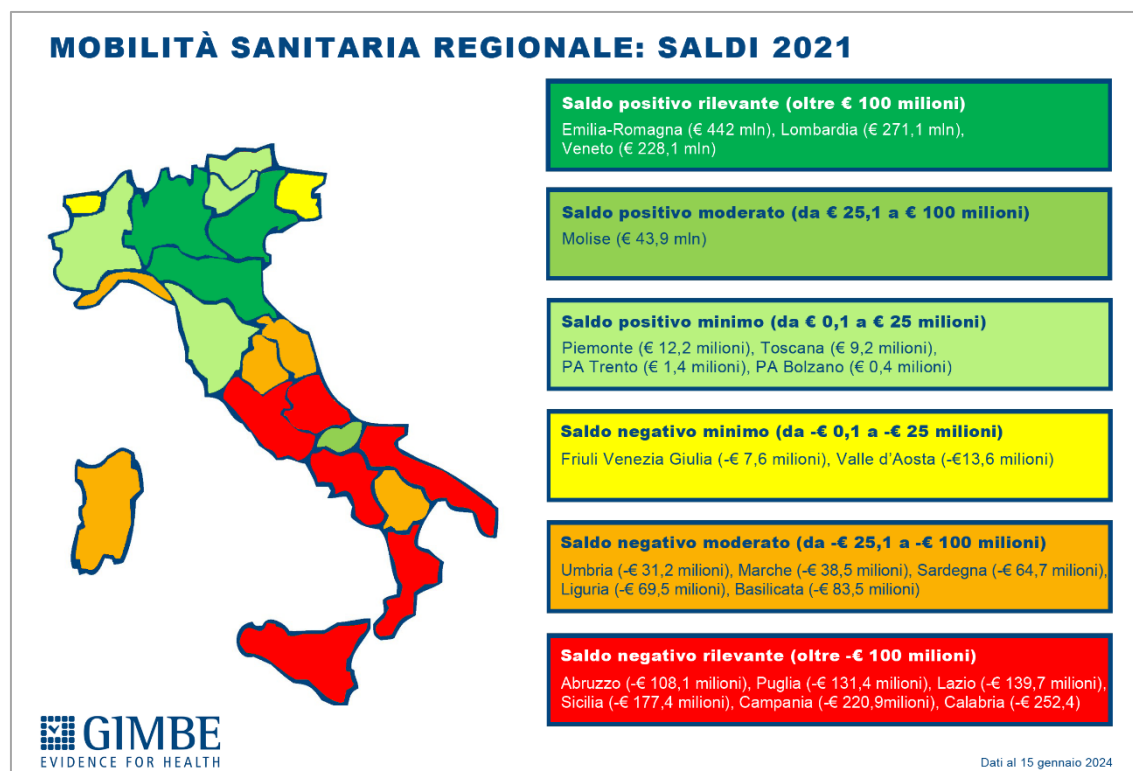 MOBILITÀ SANITARIA REGIONALE: SALDI 2021
Saldo positivo rilevante (oltre € 100 milioni)
Emilia-Romagna (€ 442 mln), Lombardia (€ 271,1 mln),
Veneto (€ 228,1 mln)
Saldo positivo moderato (da € 25,1 a € 100 milioni)
Molise (€ 43,9 mln)
Saldo positivo minimo (da € 0,1 a € 25 milioni)
Piemonte (€ 12,2 milioni), Toscana (€ 9,2 milioni),
PA Trento (€ 1,4 milioni), PA Bolzano (€ 0,4 milioni)
Saldo negativo minimo (da -€ 0,1 a -€ 25 milioni)
Friuli Venezia Giulia (-€ 7,6 milioni), Valle d'Aosta (-€13,6 milioni)
Saldo negativo moderato (da -€ 25,1 a -€ 100 milioni)
Umbria (-€ 31,2 milioni), Marche (-€ 38,5 milioni), Sardegna (-€ 64,7 milioni),
Liguria (-€ 69,5 milioni), Basilicata (-€ 83,5 milioni)
Saldo negativo rilevante (oltre -€ 100 milioni)
Abruzzo (-€ 108,1 milioni), Puglia (-€ 131,4 milioni), Lazio (-€ 139,7 milioni),
Sicilia (-€ 177,4 milioni), Campania (-€ 220,9milioni), Calabria (-€ 252,4)
GIMBE
EVIDENCE FOR HEALTH
Dati al 15 gennaio 2024